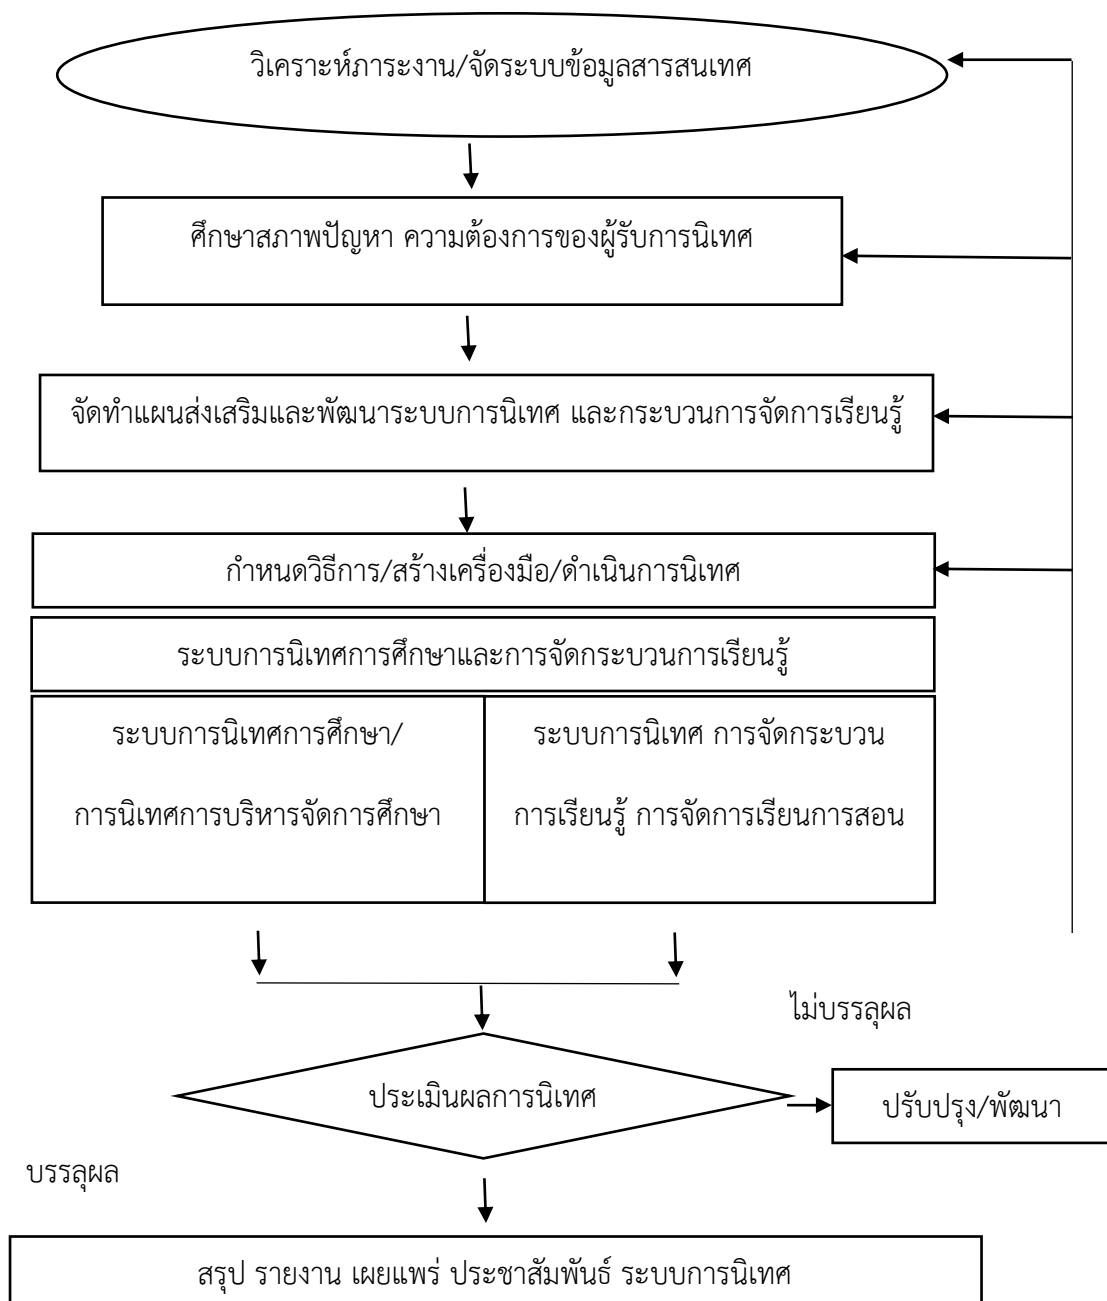 วิเคราะห์ภาระงาน/จัดระบบข้อมูลสารสนเทศ
ศึกษาสภาพปัญหา ความต้องการของผู้รับการนิเทศ
จัดทำแผนส่งเสริมและพัฒนาระบบการนิเทศ และกระบวนการจัดการเรียนรู้
กำหนดวิธีการ/สร้างเครื่องมือ/ดำเนินการนิเทศ
ระบบการนิเทศการศึกษาและการจัดกระบวนการเรียนรู้
ระบบการนิเทศการศึกษา/
การนิเทศการบริหารจัดการศึกษา
ระบบการนิเทศ การจัดกระบวน
การเรียนรู้ การจัดการเรียนการสอน
ไม่บรรลุผล
ประเมินผลการนิเทศ
ปรับปรุง/พัฒนา
บรรลุผล
สรุป รายงาน เผยแพร่ ประชาสัมพันธ์ ระบบการนิเทศ